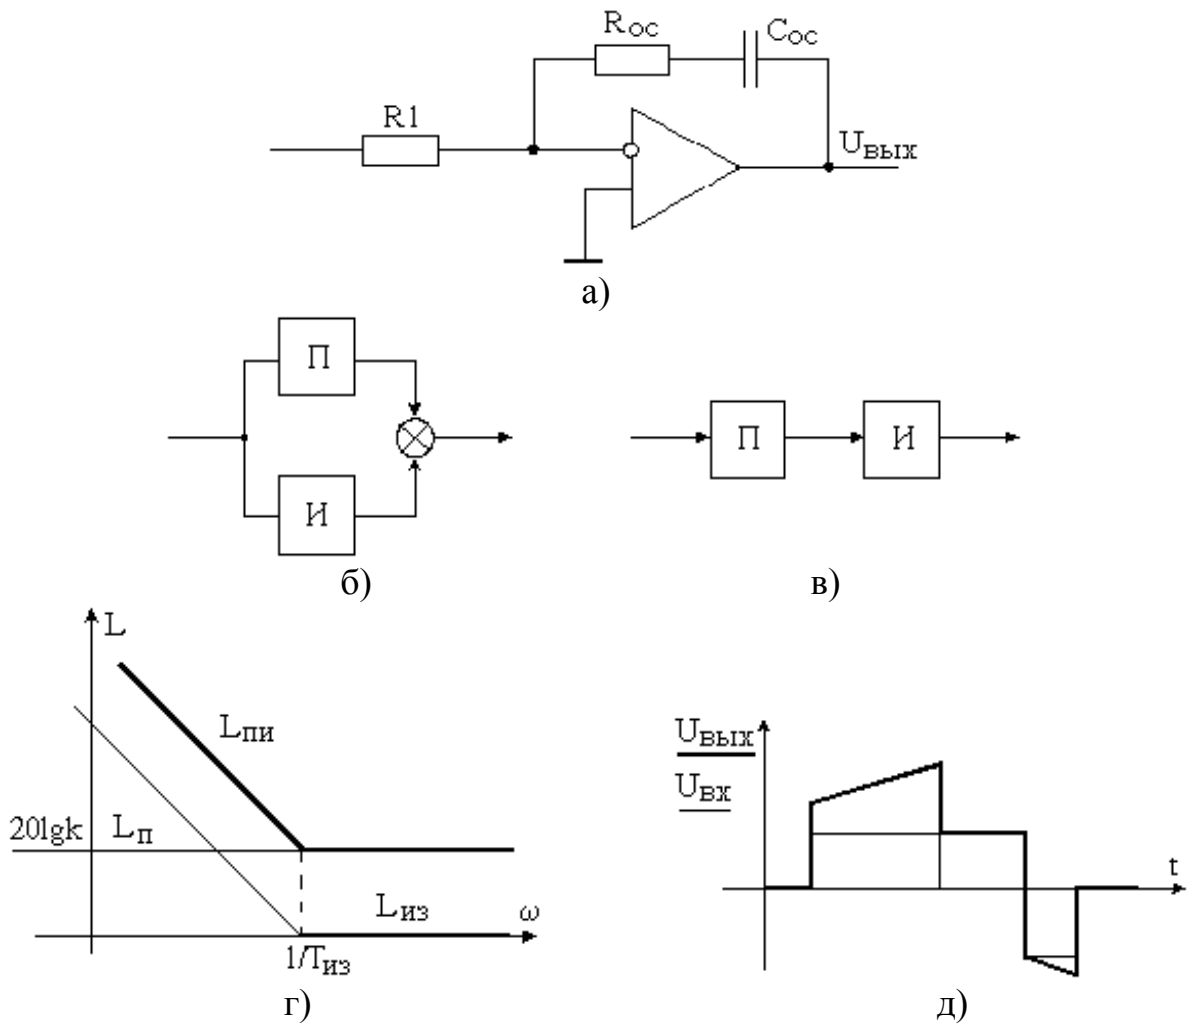 Rос Cос
R1
Uвых
а)
П
И
б)
П И
в)
L
Lпи
20lgk Lп
Lиз ω
1/Tиз
г)
Uвых
Uвх
t
д)